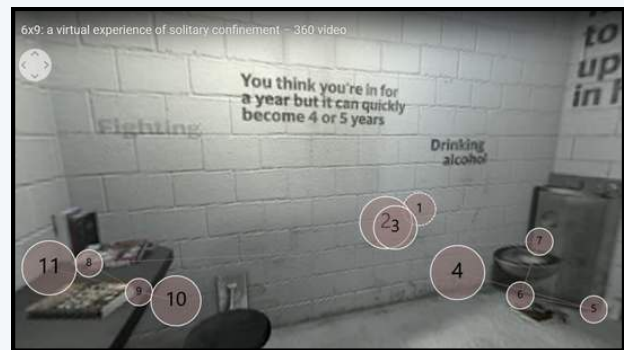 6x9: a virtual experience of solitary confinement – 360 video
to
up
in
You think you're in for
a year but it can quickly
become 4 or 5 years
Fighting
Drinking
alcohol
1
2
3
7
11
8
4
9
10
6
5